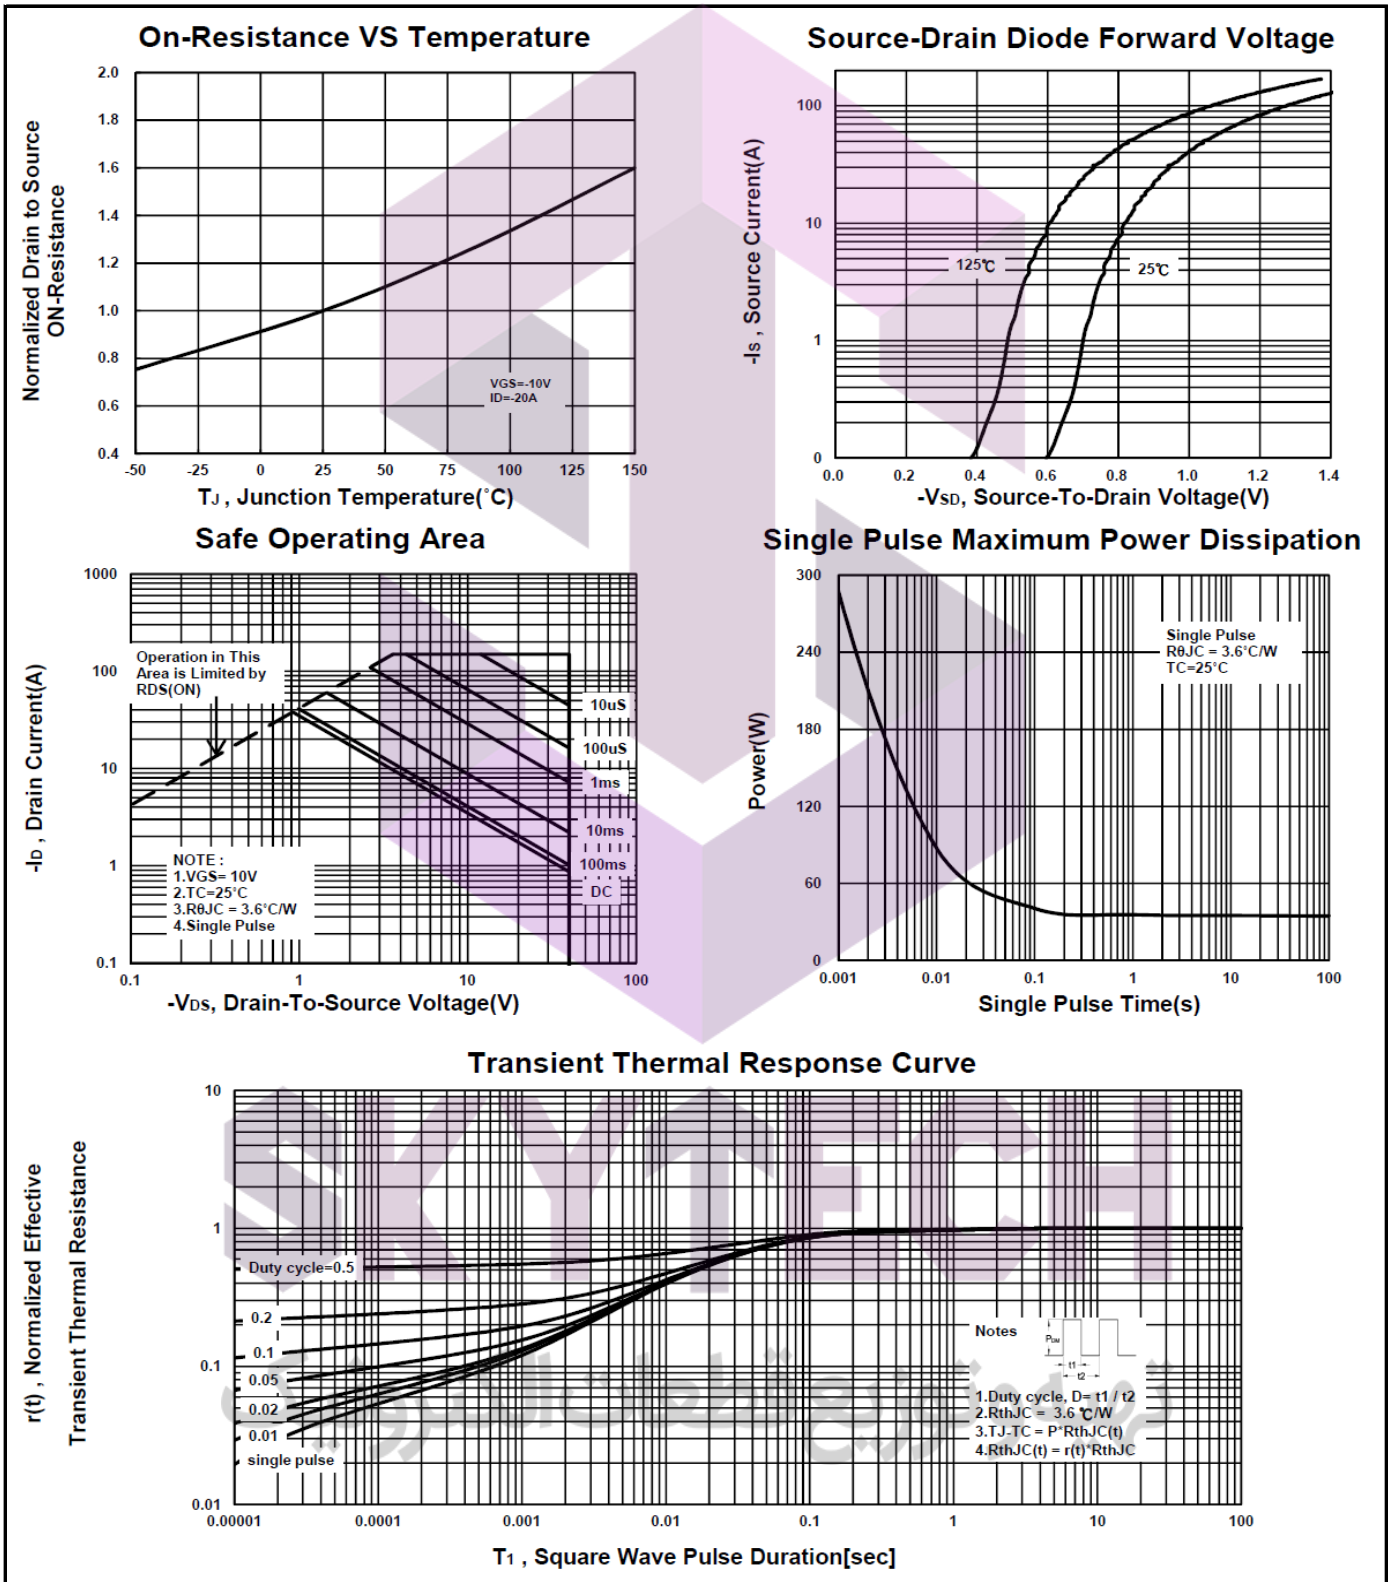 On-Resistance VS Temperature
Normalized Drain to Source
ON-Resistance
2.0
1.8
1.6
1.4
1.2
1.0
0.8
0.6
0.4
VGS=-10V
ID=-20A
-50 -25 0 25 50 75 100 125 150
TJ , Junction Temperature(°C)
Source-Drain Diode Forward Voltage
-IS , Source Current(A)
100
10
1
0
125℃
25℃
0.0 0.2 0.4 0.6 0.8 1.0 1.2 1.4
-VSD, Source-To-Drain Voltage(V)
Safe Operating Area
-ID , Drain Current(A)
1000
100
10
1
0.1
Operation in This
Area is Limited by
RDS(ON)
10uS
100uS
1ms
10ms
100ms
DC
NOTE :
1.VGS= 10V
2.TC=25°C
3.RθJC = 3.6°C/W
4.Single Pulse
0.1 1 10 100
-VDS, Drain-To-Source Voltage(V)
Single Pulse Maximum Power Dissipation
Power(W)
300
240
180
120
60
0
Single Pulse
RθJC = 3.6°C/W
TC=25°C
0.001 0.01 0.1 1 10 100
Single Pulse Time(s)
Transient Thermal Response Curve
r(t) , Normalized Effective
Transient Thermal Resistance
10
1
0.1
0.01
Duty cycle=0.5
0.2
0.1
0.05
0.02
0.01
single pulse
Notes
PDM
t1
t2
1.Duty cycle, D= t1 / t2
2.RthJC = 3.6 ℃/W
3.TJ-TC = P*RthJC(t)
4.RthJC(t) = r(t)*RthJC
0.00001 0.0001 0.001 0.01 0.1 1 10 100
T1 , Square Wave Pulse Duration[sec]
SKYTECH
تهیه و توزیع قطعات الکترونیک